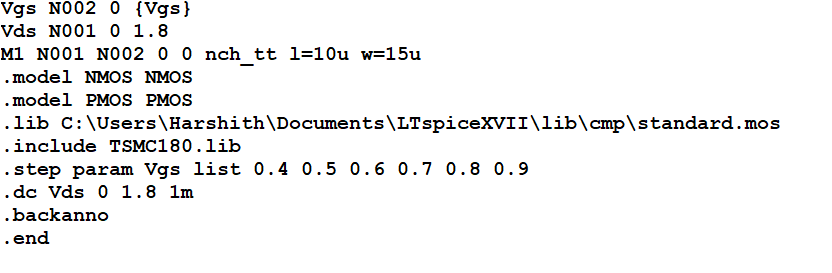 Vgs N002 0 {Vgs}
Vds N001 0 1.8
M1 N001 N002 0 0 nch_tt l=10u w=15u
.model NMOS NMOS
.model PMOS PMOS
.lib C:\Users\Harshith\Documents\LTspiceXVII\lib\cmp\standard.mos
.include TSMC180.lib
.step param Vgs list 0.4 0.5 0.6 0.7 0.8 0.9
.dc Vds 0 1.8 1m
.backanno
.end